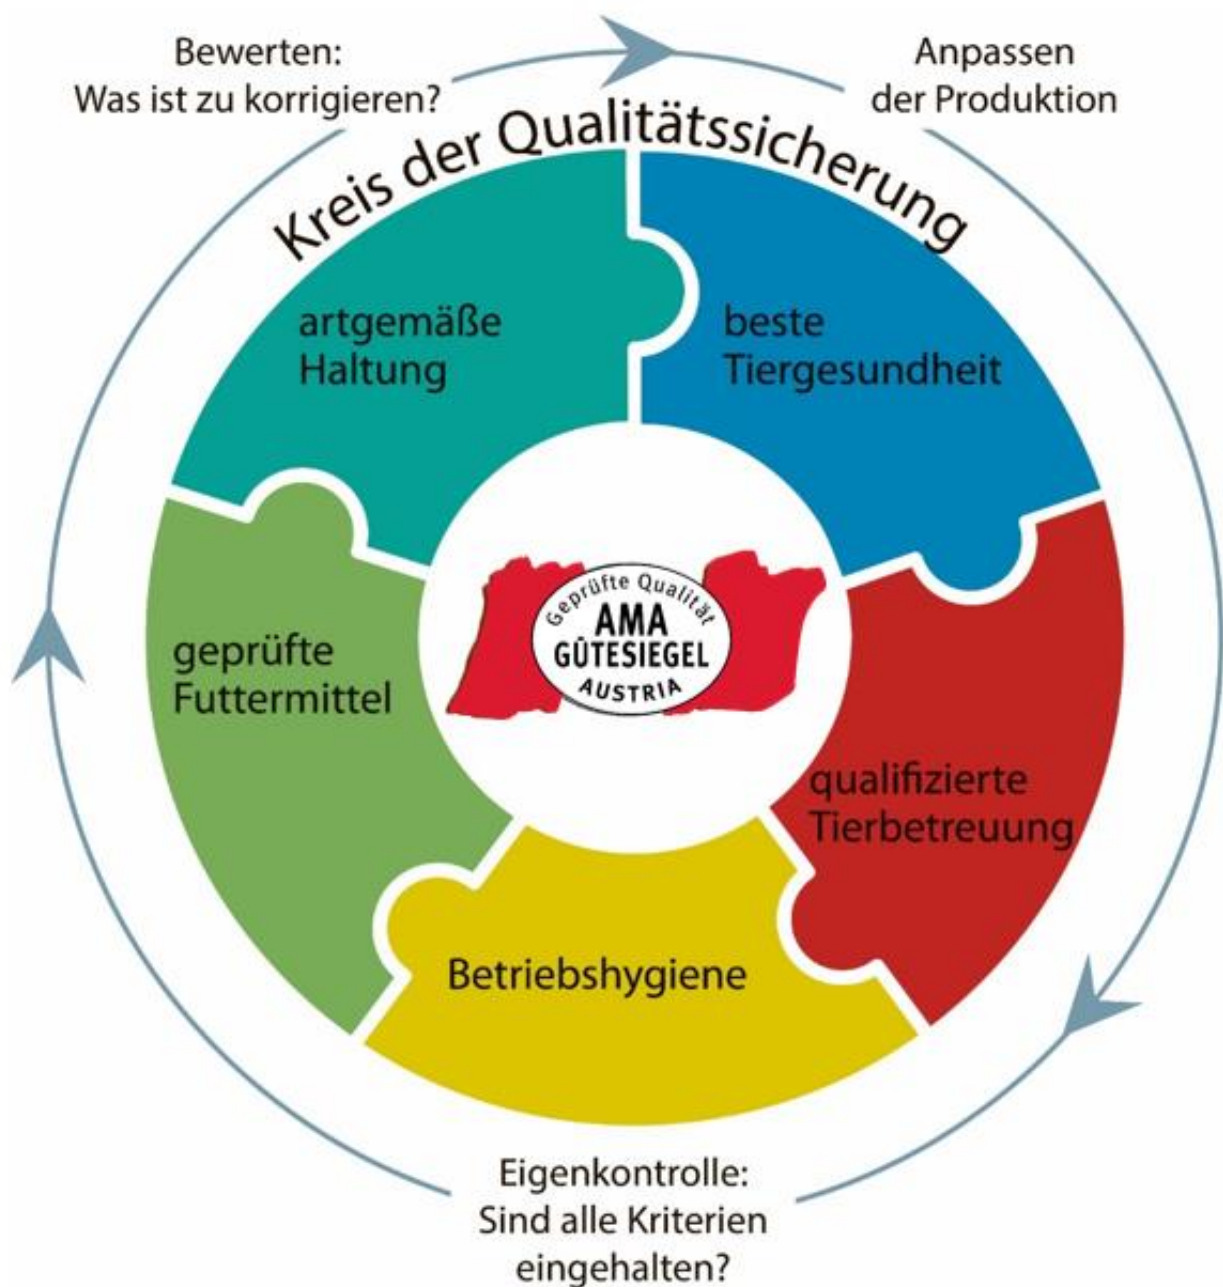 Bewerten:
Was ist zu korrigieren?
Anpassen
der Produktion
Kreis der Qualitätssicherung
artgemäße
Haltung
beste
Tiergesundheit
geprüfte
Futtermittel
Geprüfte Qualität
AMA
GÜTESIEGEL
AUSTRIA
qualifizierte
Tierbetreuung
Betriebshygiene
Eigenkontrolle:
Sind alle Kriterien
eingehalten?